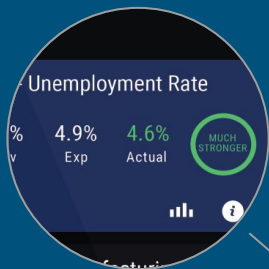 Unemployment Rate
% 4.9% 4.6% MUCH
STRONGER
v Exp Actual
i